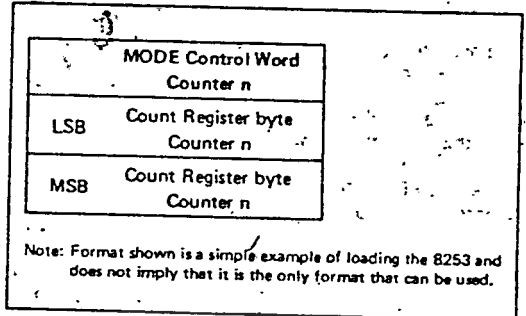 MODE Control Word
Counter n
LSB Count Register byte
Counter n
MSB Count Register byte
Counter n
Note: Format shown is a simple example of loading the 8253 and
does not imply that it is the only format that can be used.